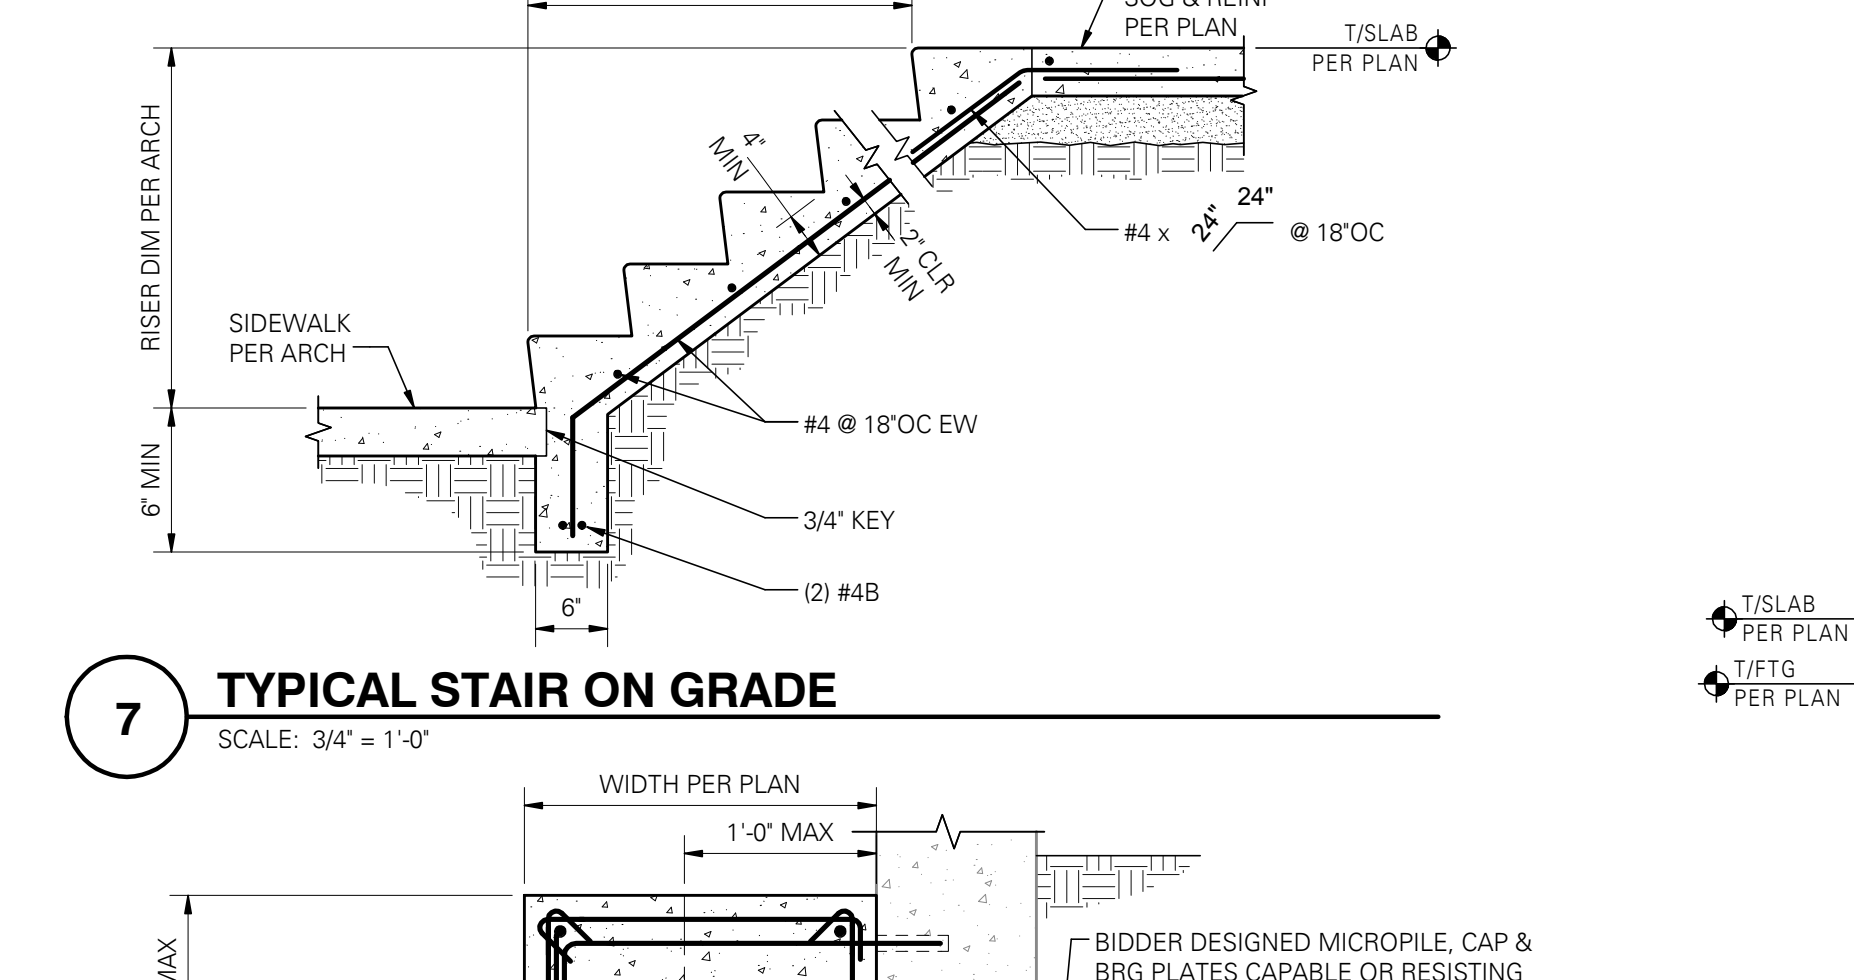 SOG & REINF
PER PLAN
T/SLAB
PER PLAN
RISER DIM PER ARCH
4"
MIN
24"
24"
#4 x
@ 18"OC
2" CLR
MIN
SIDEWALK
PER ARCH
#4 @ 18"OC EW
6" MIN
3/4" KEY
(2) #4B
6"
T/SLAB
PER PLAN
T/FTG
PER PLAN
7
TYPICAL STAIR ON GRADE
SCALE: 3/4" = 1'-0"
WIDTH PER PLAN
1'-0" MAX
MAX
BIDDER DESIGNED MICROPILE, CAP &
BRG PLATES CAPABLE OR RESISTING